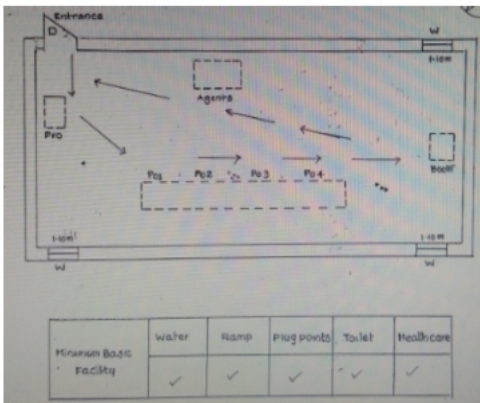 Entrance
D
W
1.10m
Agents
Pro
Po1 Po2 Po3 Po4
Booth
1.10m
1.10m
W
W
Minimum Basic Facility
Water Ramp Plug points Toilet Healthcare
✓ ✓ ✓ ✓ ✓